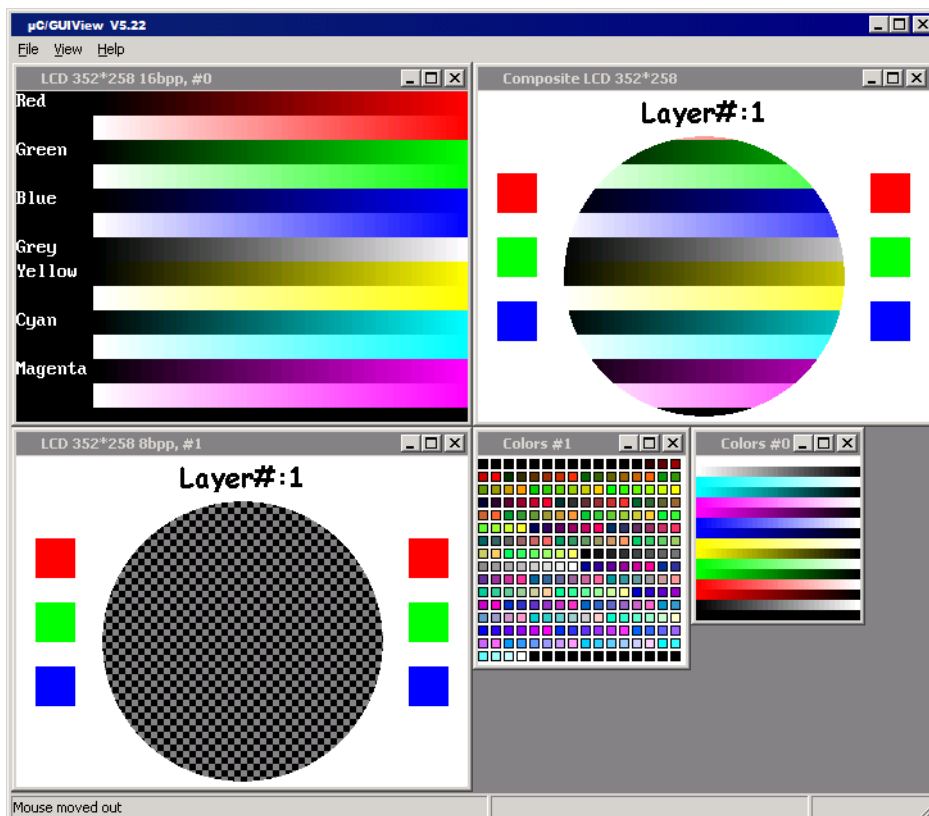 µC/GUIView V5.22
File View Help
LCD 352*258 16bpp, #0
Red
Green
Blue
Grey
Yellow
Cyan
Magenta
Composite LCD 352*258
Layer#:1
LCD 352*258 8bpp, #1
Layer#:1
Colors #1
Colors #0
Mouse moved out